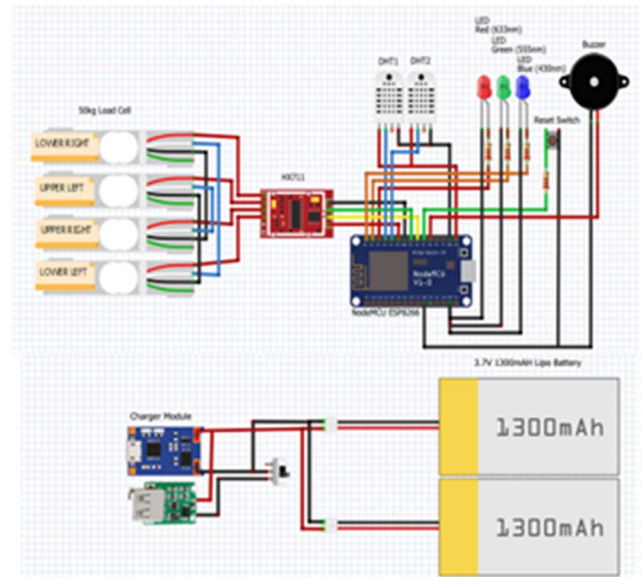 LED
Red (633nm)
LED
Green (555nm)
LED
Blue (430nm)
Buzzer
DHT1
DHT2
50kg Load Cell
Reset Switch
LOWER RIGHT
UPPER LEFT
UPPER RIGHT
LOWER LEFT
HX711
NodeMCU
V1.0
NodeMCU ESP8266
3.7V 1300mAH Lipo Battery
Charger Module
1300mAh
1300mAh